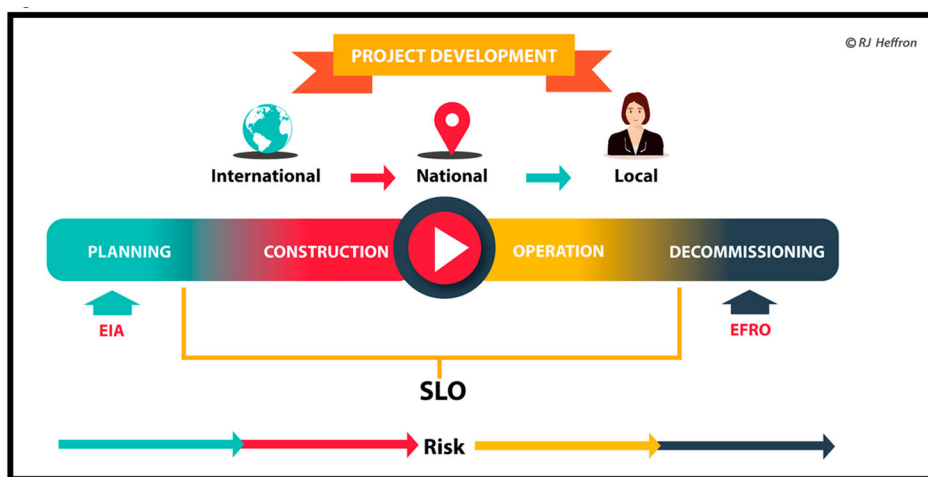 © RJ Heffron
PROJECT DEVELOPMENT
International
National
Local
PLANNING
CONSTRUCTION
OPERATION
DECOMMISSIONING
EIA
EFRO
SLO
Risk